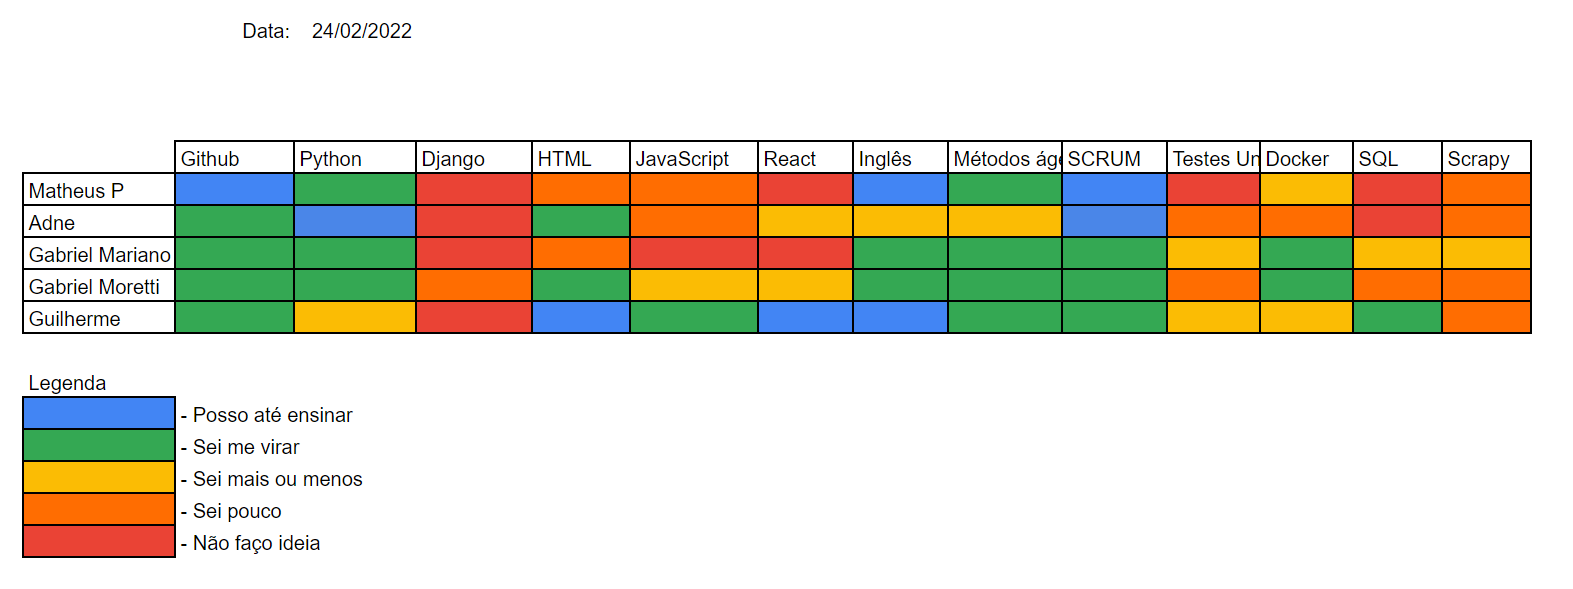 Data: 24/02/2022
Github Python Django HTML JavaScript React Inglês Métodos áge SCRUM Testes Un Docker SQL Scrapy
Matheus P
Adne
Gabriel Mariano
Gabriel Moretti
Guilherme
Legenda
- Posso até ensinar
- Sei me virar
- Sei mais ou menos
- Sei pouco
- Não faço ideia